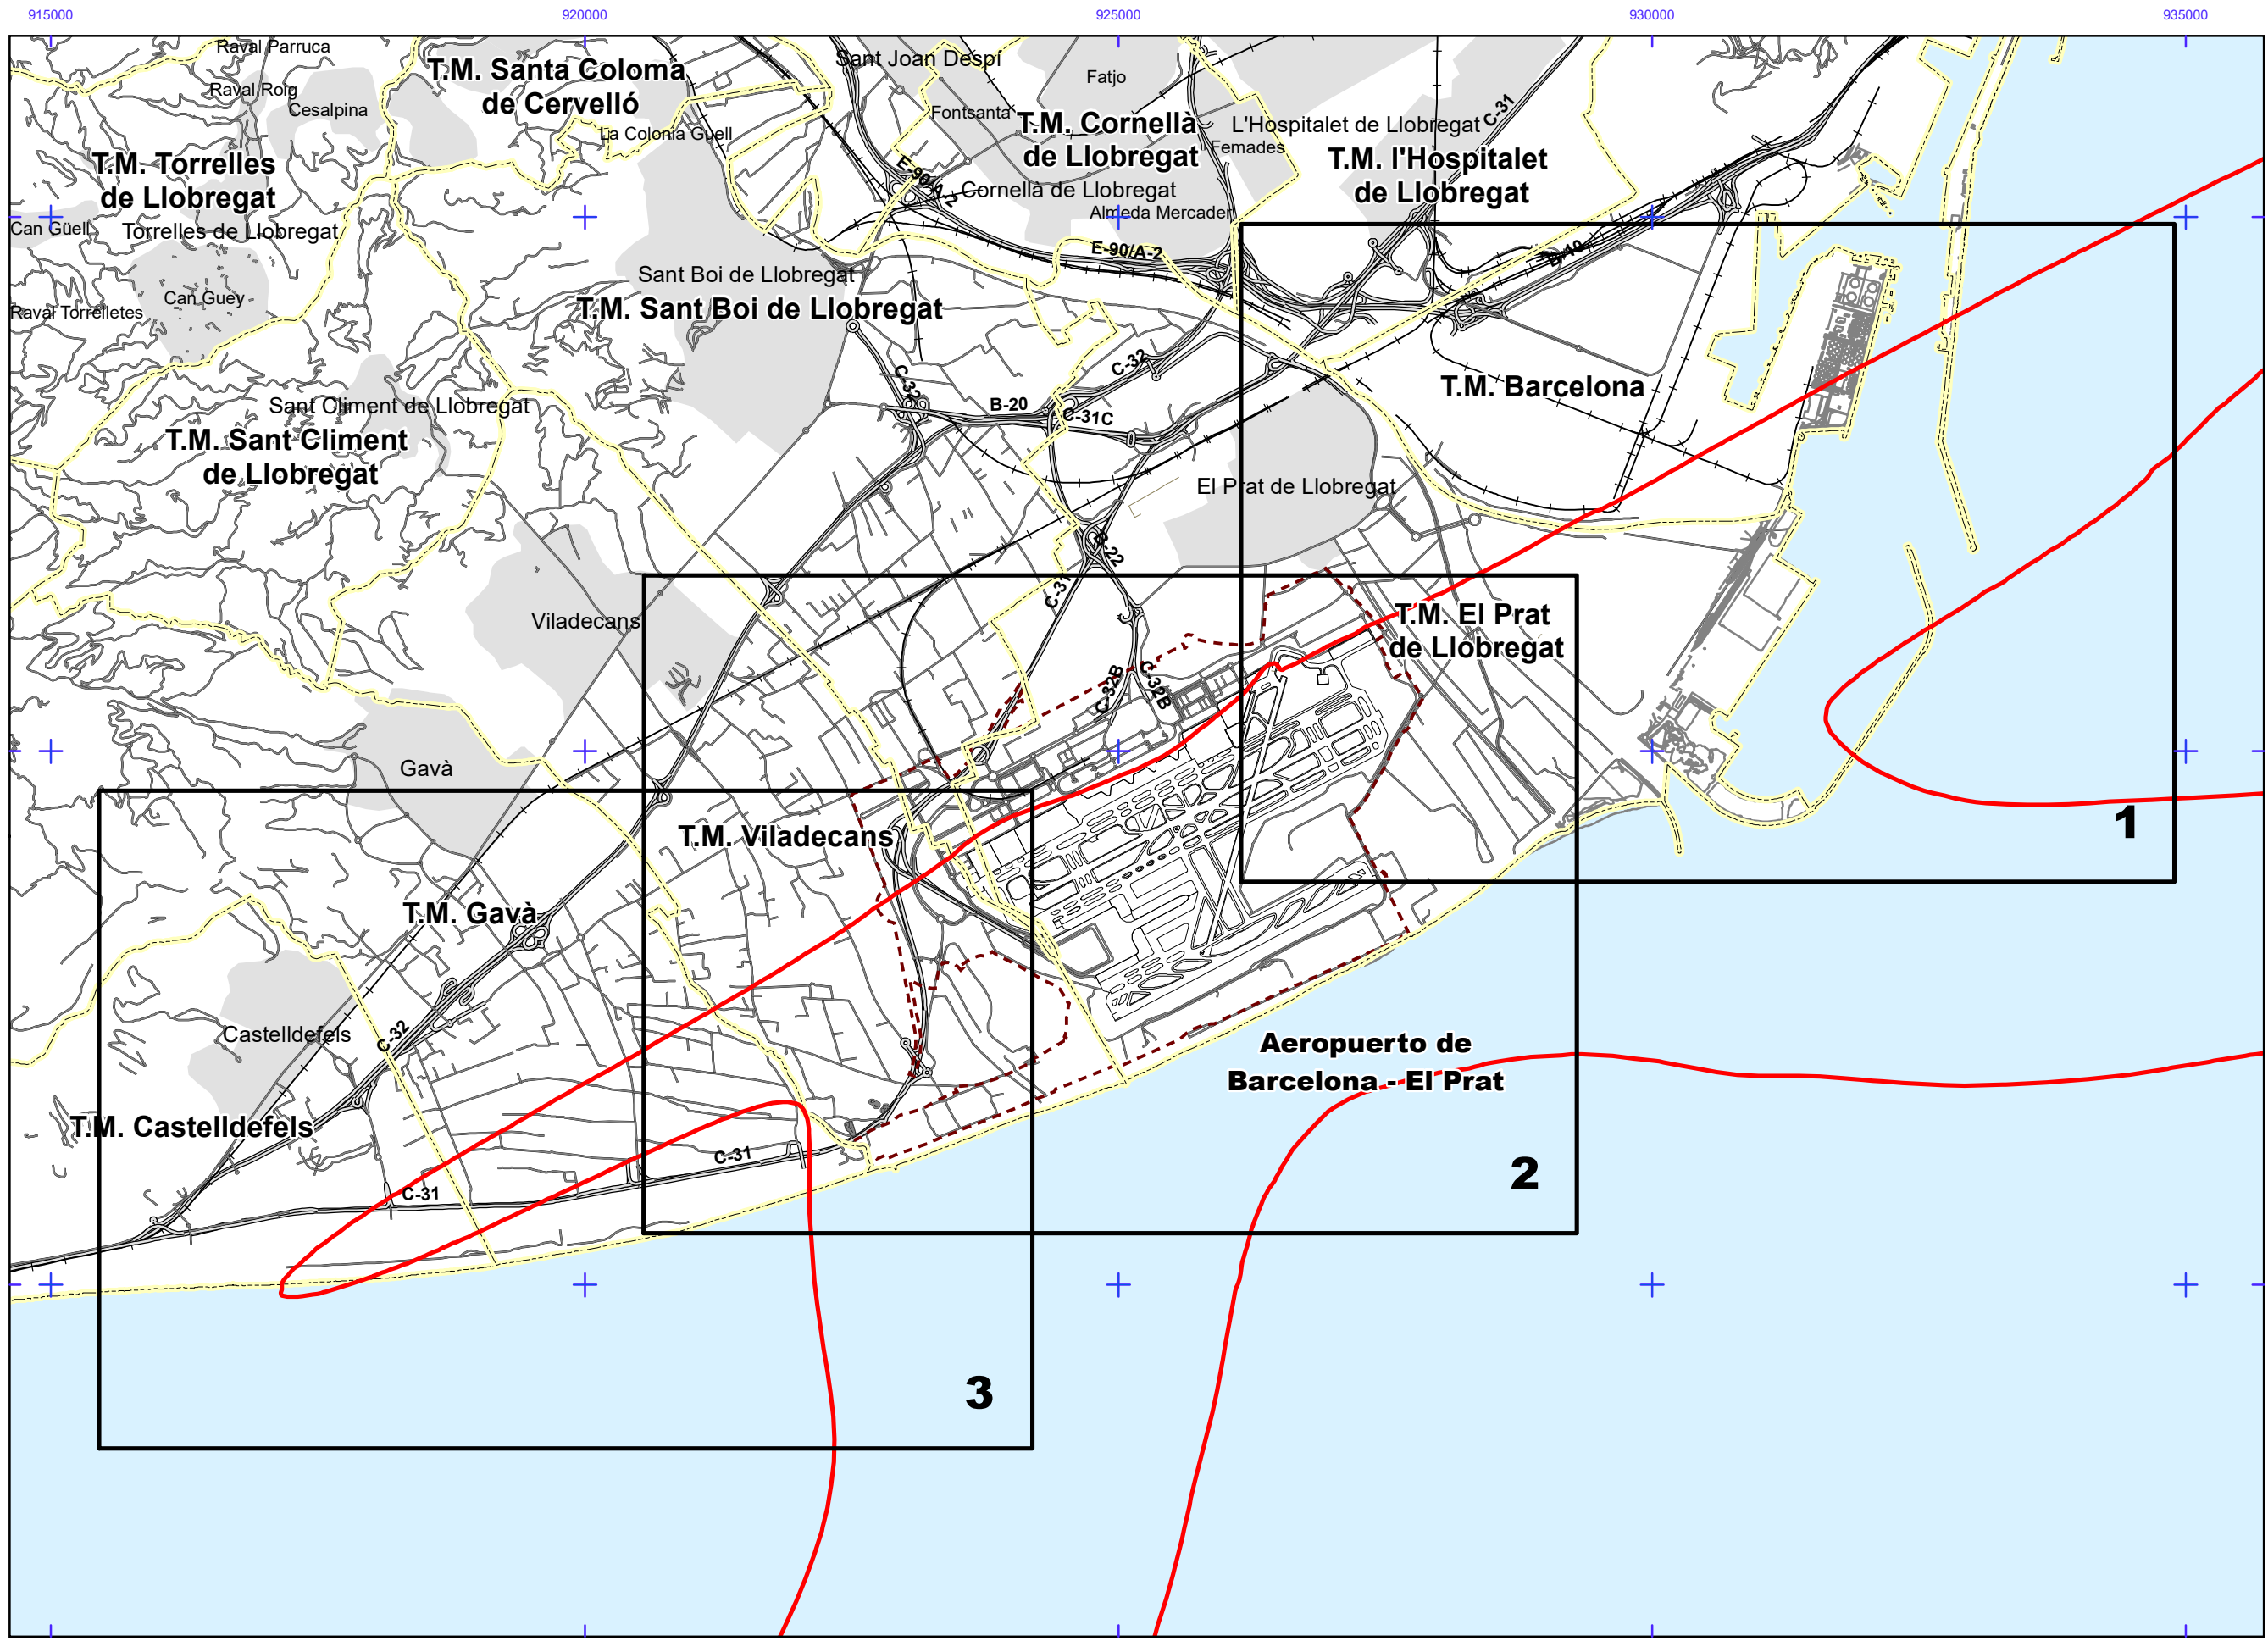 915000
920000
925000
930000
935000
Raval Parruca
T.M. Santa Coloma
de Cervelló
Sant Joan Despí
Fatjo
Raval Roig
Cesalpina
Fontsanta
T.M. Cornellà
de Llobregat
L'Hospitalet de Llobregat
C-31
La Colonia Guell
Femades
T.M. Torrelles
de Llobregat
T.M. l'Hospitalet
de Llobregat
E-90/A-2
Cornellà de Llobregat
Almeda Mercader
Can Güell
Torrelles de Llobregat
E-90/A-2
B-10
Sant Boi de Llobregat
T.M. Sant Boi de Llobregat
Can Guey
Raval Torrelletes
C-32
C-32
T.M. Barcelona
B-20
C-31C
Sant Climent de Llobregat
T.M. Sant Climent
de Llobregat
El Prat de Llobregat
B-22
C-31
Viladecans
T.M. El Prat
de Llobregat
C-32B
C-32B
Gavà
T.M. Viladecans
1
T.M. Gavà
Castelldefels
C-32
Aeropuerto de
Barcelona - El Prat
T.M. Castelldefels
C-31
C-31
2
3